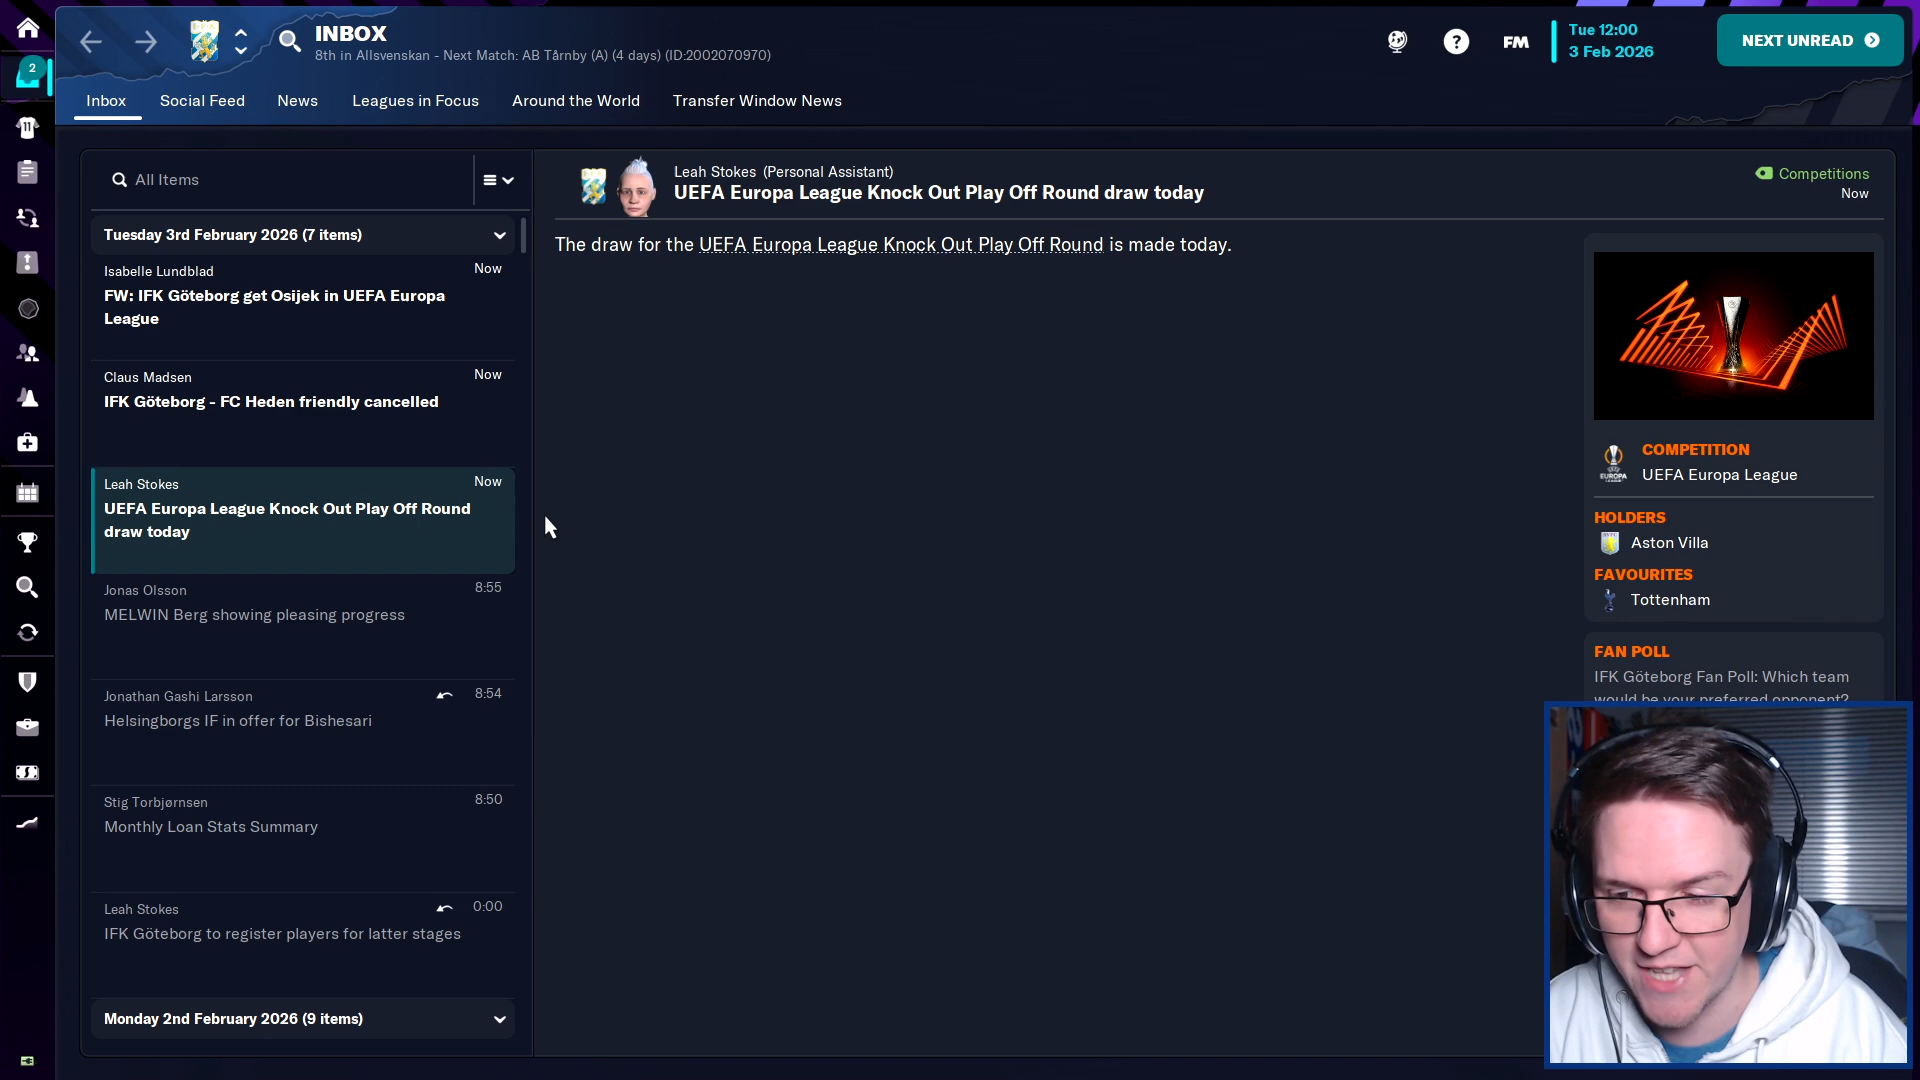 INBOX
8th in Allsvenskan - Next Match: AB Tårnby (A) (4 days) (ID:2002070970)
FM
Tue 12:00
3 Feb 2026
NEXT UNREAD
2
Inbox
Social Feed
News
Leagues in Focus
Around the World
Transfer Window News
All Items
Tuesday 3rd February 2026 (7 items)
Isabelle Lundblad
Now
FW: IFK Göteborg get Osijek in UEFA Europa
League
Claus Madsen
Now
IFK Göteborg - FC Heden friendly cancelled
Leah Stokes
Now
UEFA Europa League Knock Out Play Off Round
draw today
Jonas Olsson
8:55
MELWIN Berg showing pleasing progress
Jonathan Gashi Larsson
8:54
Helsingborgs IF in offer for Bishesari
Stig Torbjørnsen
8:50
Monthly Loan Stats Summary
Leah Stokes
0:00
IFK Göteborg to register players for latter stages
Monday 2nd February 2026 (9 items)
Leah Stokes (Personal Assistant)
UEFA Europa League Knock Out Play Off Round draw today
Competitions
Now
The draw for the UEFA Europa League Knock Out Play Off Round is made today.
COMPETITION
UEFA Europa League
HOLDERS
Aston Villa
FAVOURITES
Tottenham
FAN POLL
IFK Göteborg Fan Poll: Which team
would be your preferred opponent?